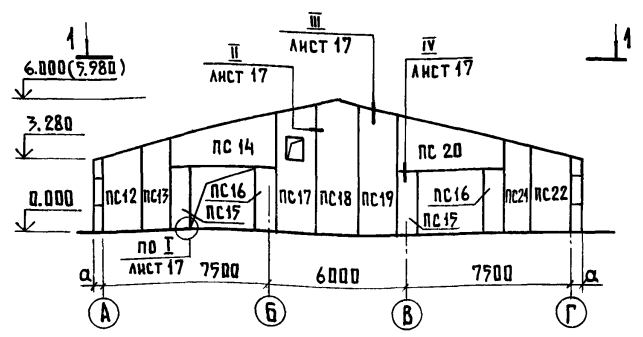 1
1
III
ЛИСТ 17
II
ЛИСТ 17
IV
ЛИСТ 17
6.000(5.980)
3.280
0.000
ПС 14
ПС 20
ПС12
ПС13
ПС16
ПС15
ПС17
ПС18
ПС19
ПС16
ПС15
ПС21
ПС22
ПО I
ЛИСТ 17
а
7500
6000
7500
а
А
Б
В
Г